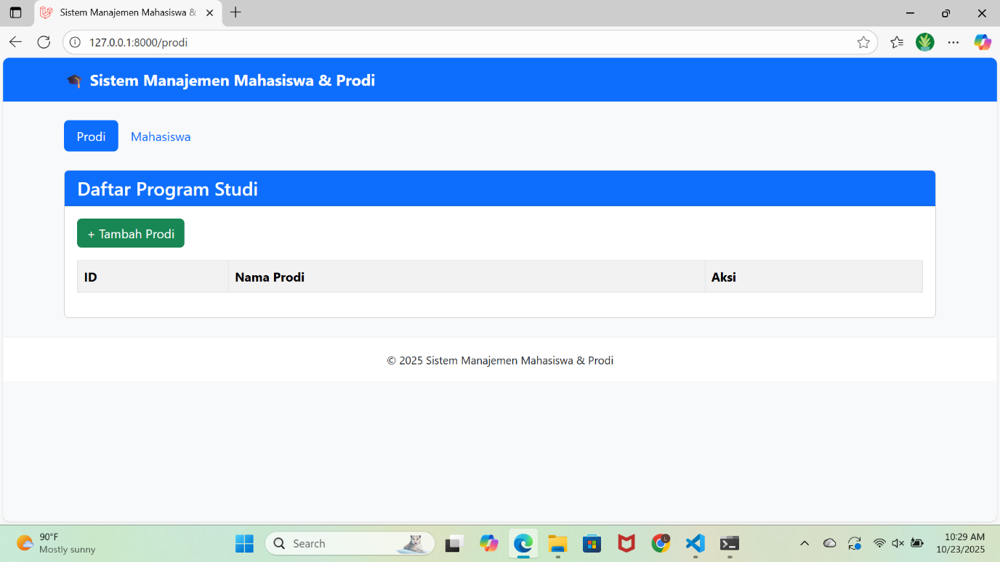 Sistem Manajemen Mahasiswa &
127.0.0.1:8000/prodi
Sistem Manajemen Mahasiswa & Prodi
Prodi Mahasiswa
Daftar Program Studi
+ Tambah Prodi
ID Nama Prodi Aksi
© 2025 Sistem Manajemen Mahasiswa & Prodi
90°F
Mostly sunny
Search
10:29 AM
10/23/2025